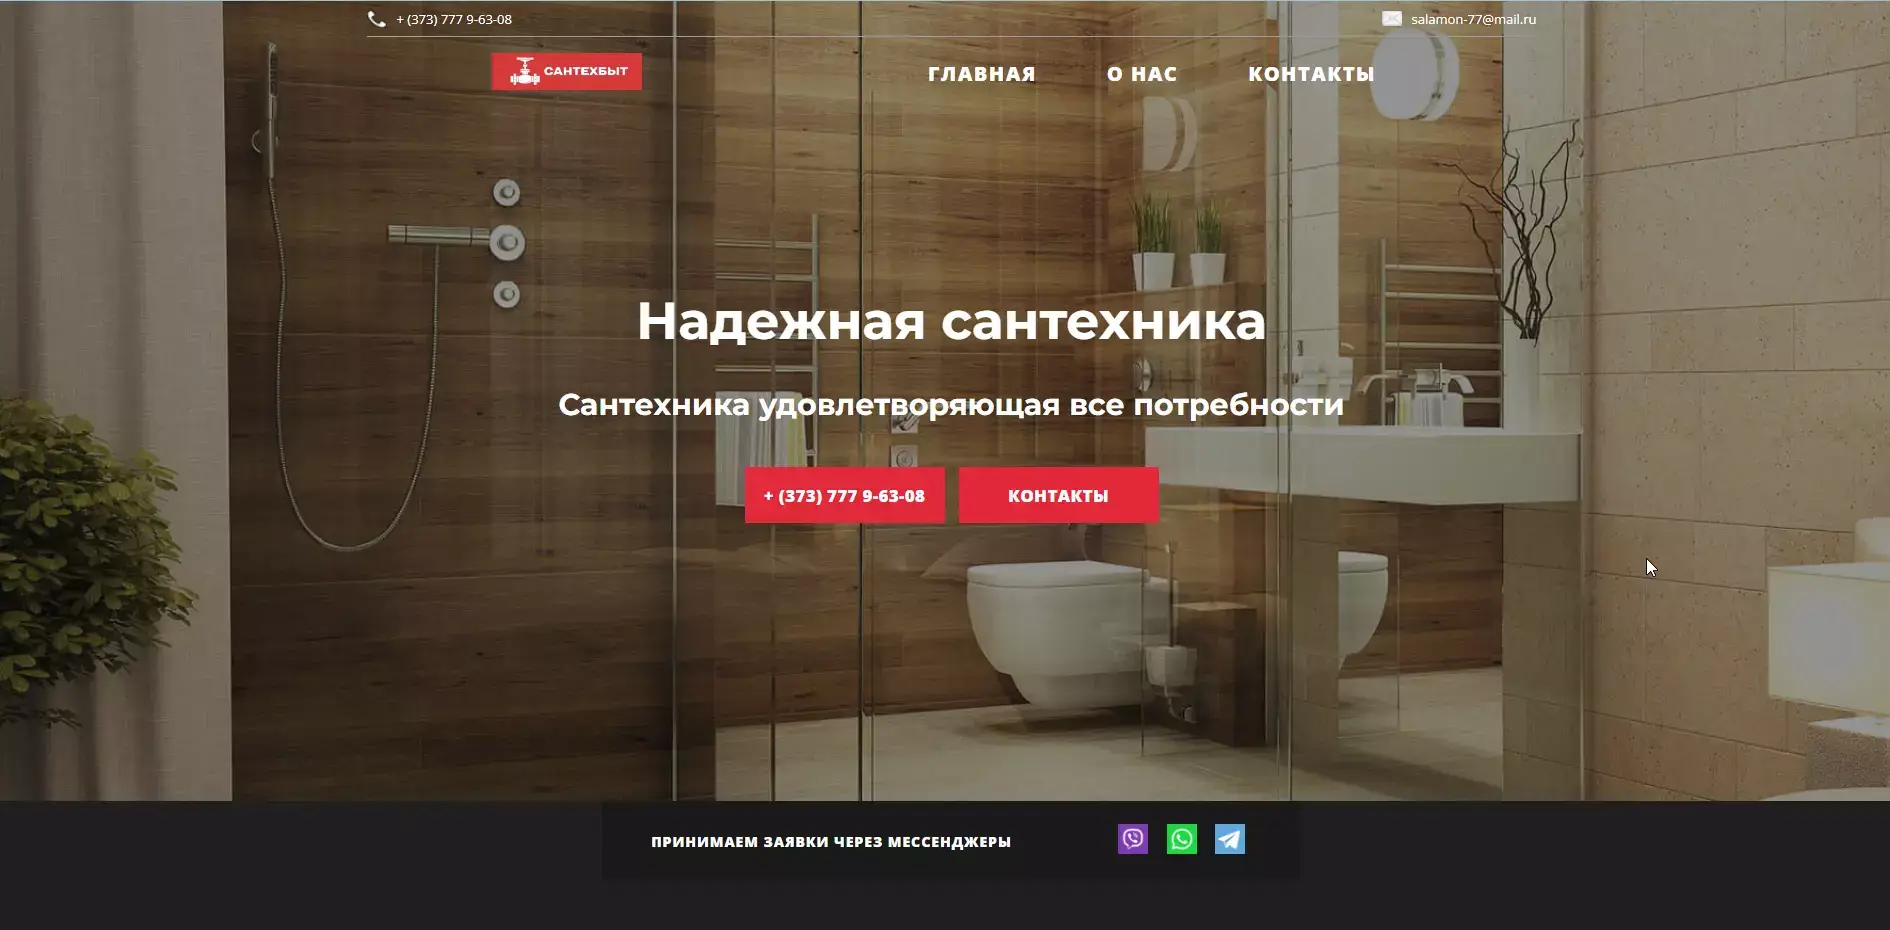 + (373) 777 9-63-08
salamon-77@mail.ru
САНТЕХБЫТ
ГЛАВНАЯ
О НАС
КОНТАКТЫ
Надежная сантехника
Сантехника удовлетворяющая все потребности
+ (373) 777 9-63-08
КОНТАКТЫ
ПРИНИМАЕМ ЗАЯВКИ ЧЕРЕЗ МЕССЕНДЖЕРЫ